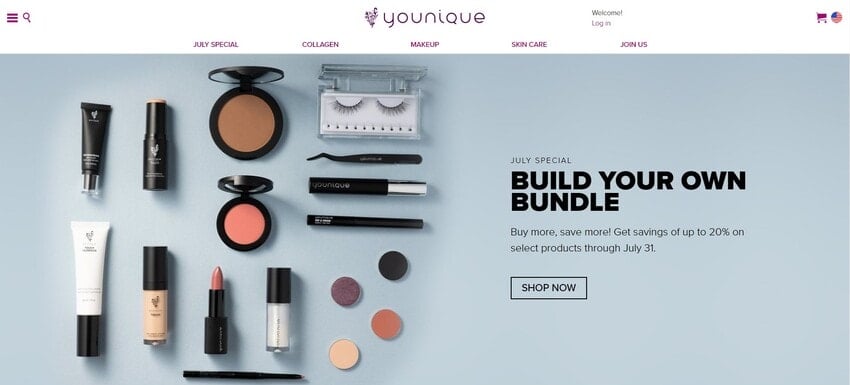 younique
Welcome!
Log in
JULY SPECIAL
COLLAGEN
MAKEUP
SKIN CARE
JOIN US
younique
JULY SPECIAL
BUILD YOUR OWN
BUNDLE
Buy more, save more! Get savings of up to 20% on
select products through July 31.
SHOP NOW